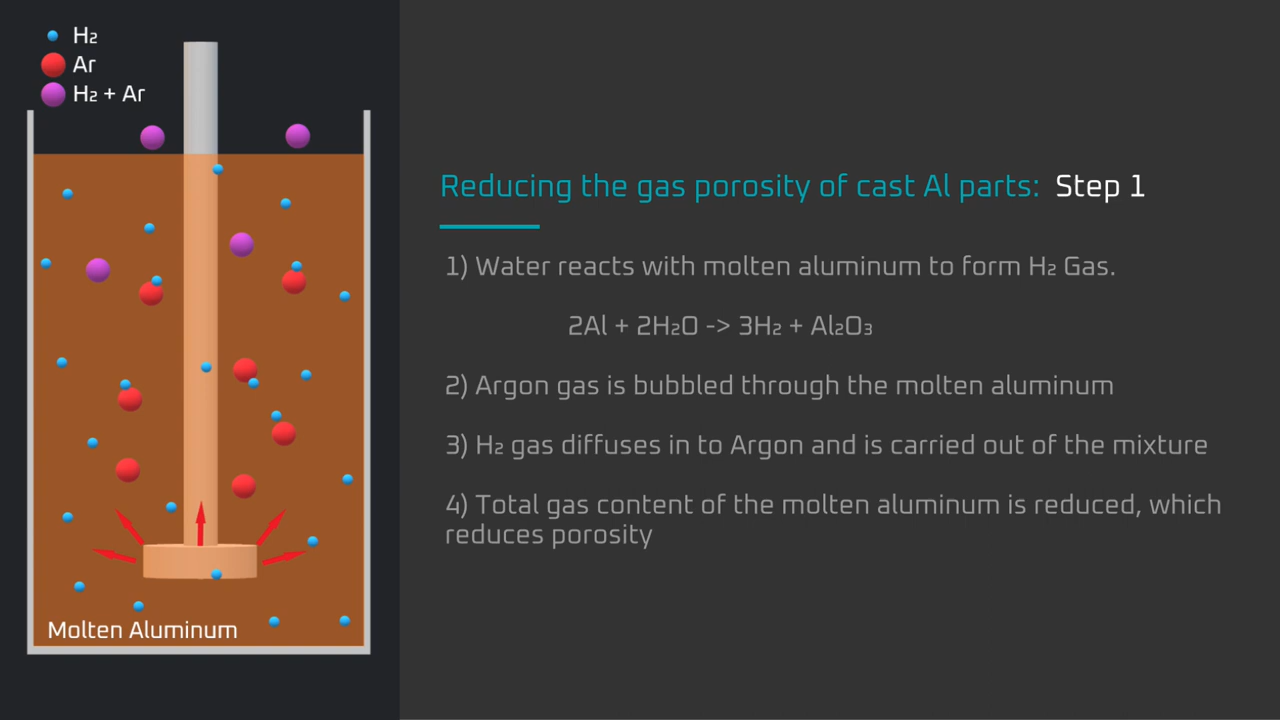 H₂
Ar
H₂ + Ar
Molten Aluminum
Reducing the gas porosity of cast Al parts: Step 1
1) Water reacts with molten aluminum to form H₂ Gas.
2Al + 2H₂O -> 3H₂ + Al₂O₃
2) Argon gas is bubbled through the molten aluminum
3) H₂ gas diffuses in to Argon and is carried out of the mixture
4) Total gas content of the molten aluminum is reduced, which
reduces porosity